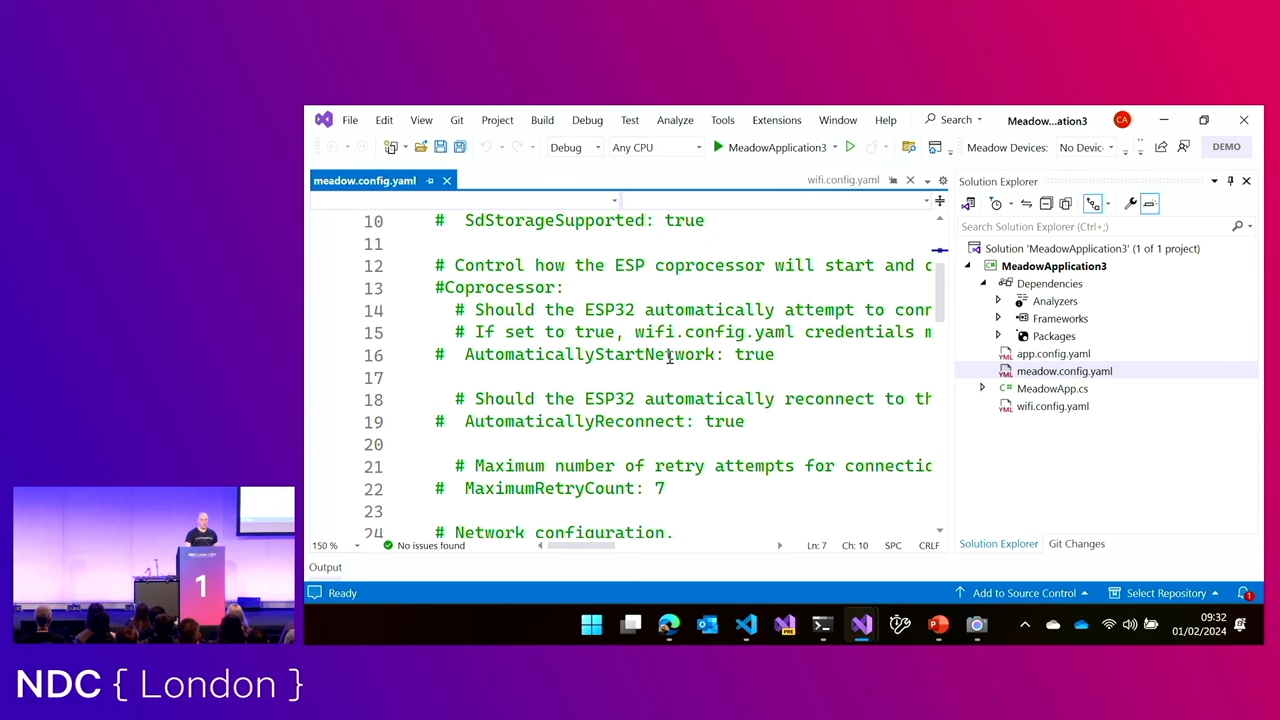 File Edit View Git Project Build Debug Test Tools Analyze Extensions Window Help Search Meadow...ation3 CA
Debug Any CPU MeadowApplication3 Meadow Devices: No Devic DEMO
meadow.config.yaml wifi.config.yaml
10 # SdStorageSupported: true
11
12 # Control how the ESP coprocessor will start and
13 #Coprocessor:
14 # Should the ESP32 automatically attempt to conn
15 # If set to true, wifi.config.yaml credentials m
16 # AutomaticallyStartNetwork: true
17
18 # Should the ESP32 automatically reconnect to th
19 # AutomaticallyReconnect: true
20
21 # Maximum number of retry attempts for connectio
22 # MaximumRetryCount: 7
23
24 # Network configuration.
150 % No issues found Ln: 7 Ch: 10 SPC CRLF
Output
Solution Explorer
Search Solution Explorer (Ctrl+;)
Solution 'MeadowApplication3' (1 of 1 project)
MeadowApplication3
Dependencies
Analyzers
Frameworks
Packages
app.config.yaml
meadow.config.yaml
C# MeadowApp.cs
wifi.config.yaml
Solution Explorer Git Changes
Ready Add to Source Control Select Repository 1
09:32
01/02/2024
1
NDC { London }